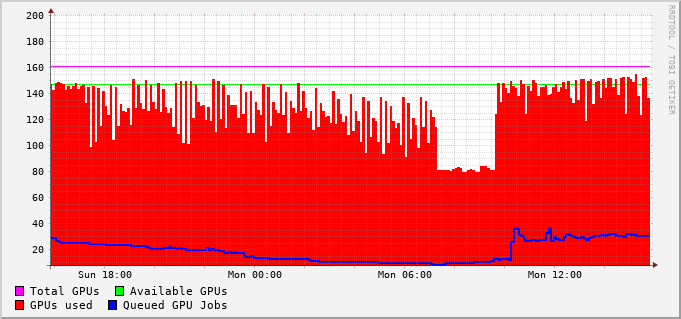 200
180
160
140
120
100
80
60
40
20
Sun 18:00 Mon 00:00 Mon 06:00 Mon 12:00
Total GPUs Available GPUs
GPUs used Queued GPU Jobs
RRDTOOL / TOBI OETIKER